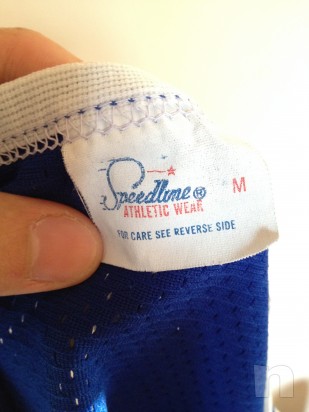 Speedline®
M
ATHLETIC WEAR
FOR CARE SEE REVERSE SIDE
n